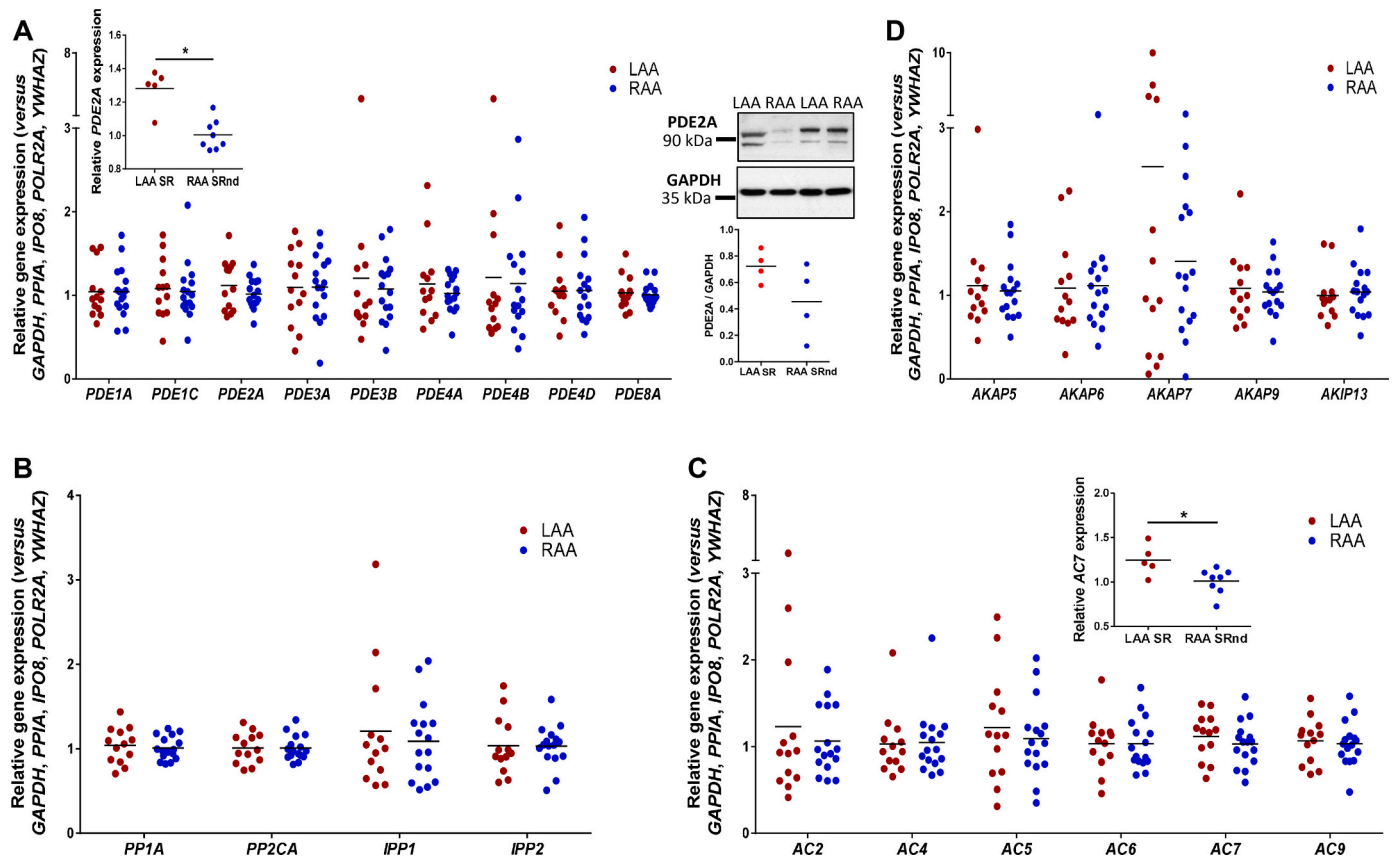 A
Relative gene expression (versus
GAPDH, PPIA, IPO8, POLR2A, YWHAZ)
8
3
2
1
0
Relative PDE2A expression
1.6
1.4
1.2
1.0
0.8
*
LAA SR
RAA SRnd
LAA
RAA
PDE1A
PDE1C
PDE2A
PDE3A
PDE3B
PDE4A
PDE4B
PDE4D
PDE8A
LAA RAA LAA RAA
PDE2A
90 kDa
GAPDH
35 kDa
PDE2A / GAPDH
1.0
0.8
0.6
0.4
0.2
0.0
LAA SR
RAA SRnd
D
Relative gene expression (versus
GAPDH, PPIA, IPO8, POLR2A, YWHAZ)
10
3
2
1
0
LAA
RAA
AKAP5
AKAP6
AKAP7
AKAP9
AKIP13
B
Relative gene expression (versus
GAPDH, PPIA, IPO8, POLR2A, YWHAZ)
4
3
2
1
0
LAA
RAA
PP1A
PP2CA
IPP1
IPP2
C
Relative gene expression (versus
GAPDH, PPIA, IPO8, POLR2A, YWHAZ)
8
3
2
1
0
Relative AC7 expression
2.0
1.5
1.0
0.5
*
LAA SR
RAA SRnd
LAA
RAA
AC2
AC4
AC5
AC6
AC7
AC9